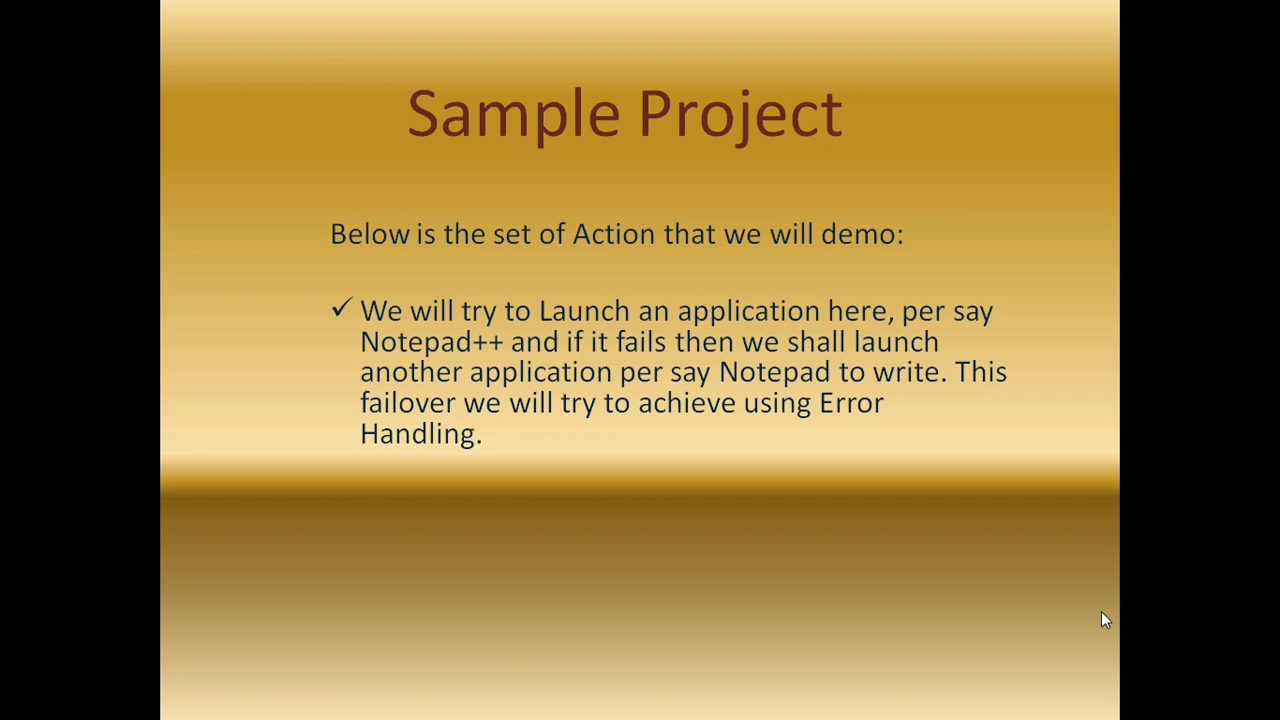 Sample Project
Below is the set of Action that we will demo:
✓ We will try to Launch an application here, per say
Notepad++ and if it fails then we shall launch
another application per say Notepad to write. This
failover we will try to achieve using Error
Handling.